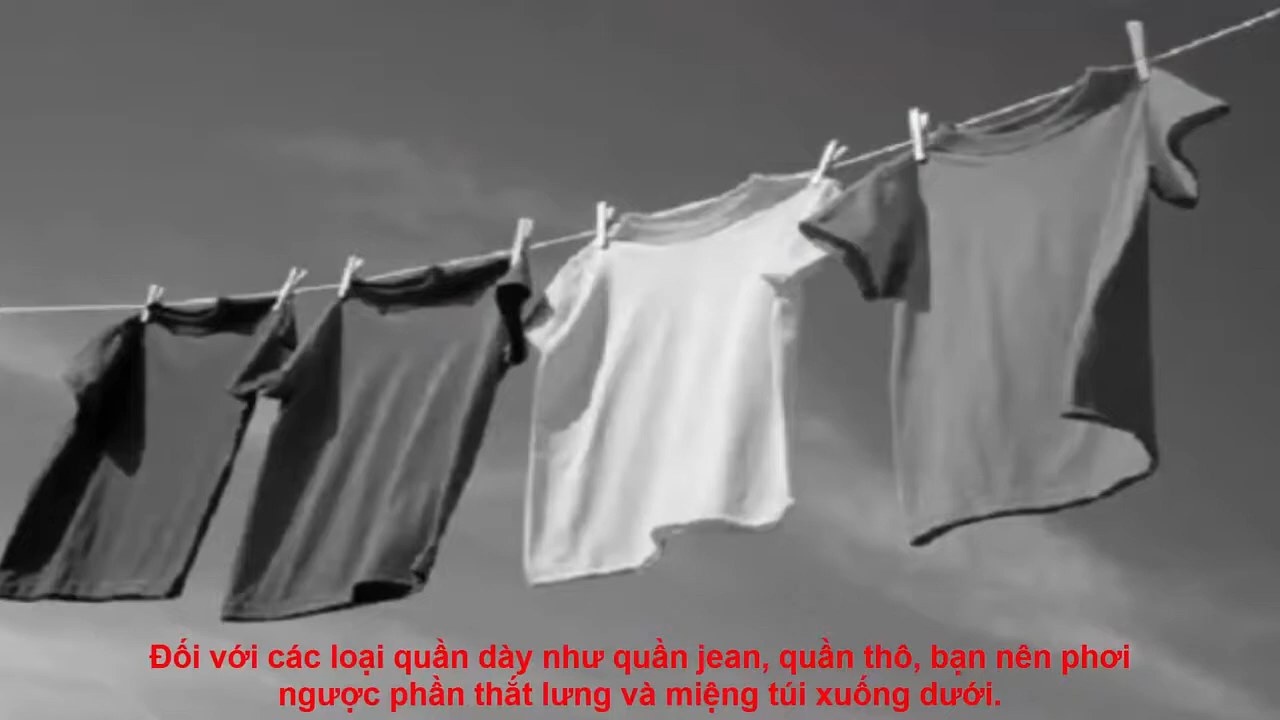 Đối với các loại quần dày như quần jean, quần thô, bạn nên phơi
ngược phần thắt lưng và miệng túi xuống dưới.